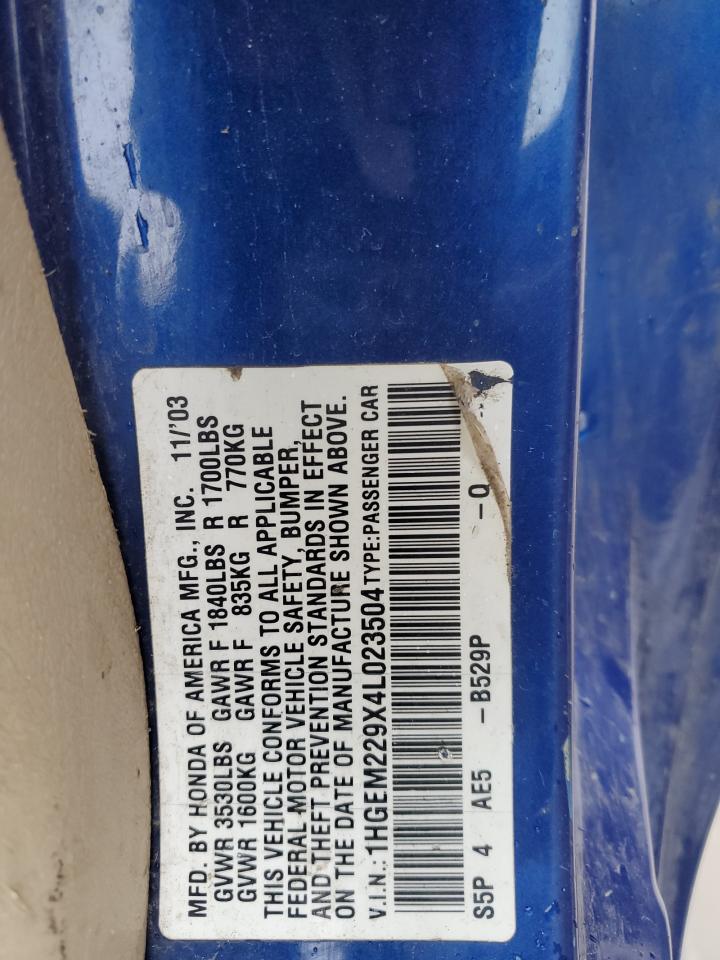 MFD. BY HONDA OF AMERICA MFG., INC. 11/'03
GVWR 3530LBS GAWR F 1840LBS R 1700LBS
GVWR 1600KG GAWR F 835KG R 770KG
THIS VEHICLE CONFORMS TO ALL APPLICABLE
FEDERAL MOTOR VEHICLE SAFETY, BUMPER,
AND THEFT PREVENTION STANDARDS IN EFFECT
ON THE DATE OF MANUFACTURE SHOWN ABOVE.
V.I.N.: 1HGEM229X4L023504 TYPE:PASSENGER CAR
S5P 4 AE5 -B529P -Q